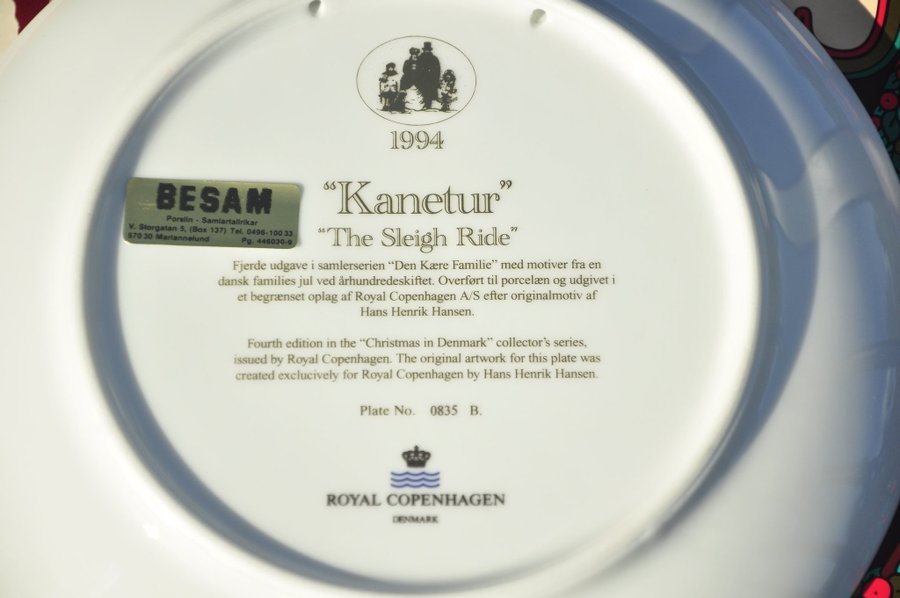 1994
"Kanetur"
"The Sleigh Ride"
BESAM
Porslin - Samlartallrikar
V. Storgatan 5, (Box 137) Tel. 0496-100 33
570 30 Mariannelund Pg. 446030-9
Fjerde udgave i samlerserien "Den Kære Familie" med motiver fra en
dansk families jul ved århundredeskiftet. Overført til porcelæn og udgivet i
et begrænset oplag af Royal Copenhagen A/S efter originalmotiv af
Hans Henrik Hansen.
Fourth edition in the "Christmas in Denmark" collector's series,
issued by Royal Copenhagen. The original artwork for this plate was
created exclucively for Royal Copenhagen by Hans Henrik Hansen.
Plate No. 0835 B.
ROYAL COPENHAGEN
DENMARK